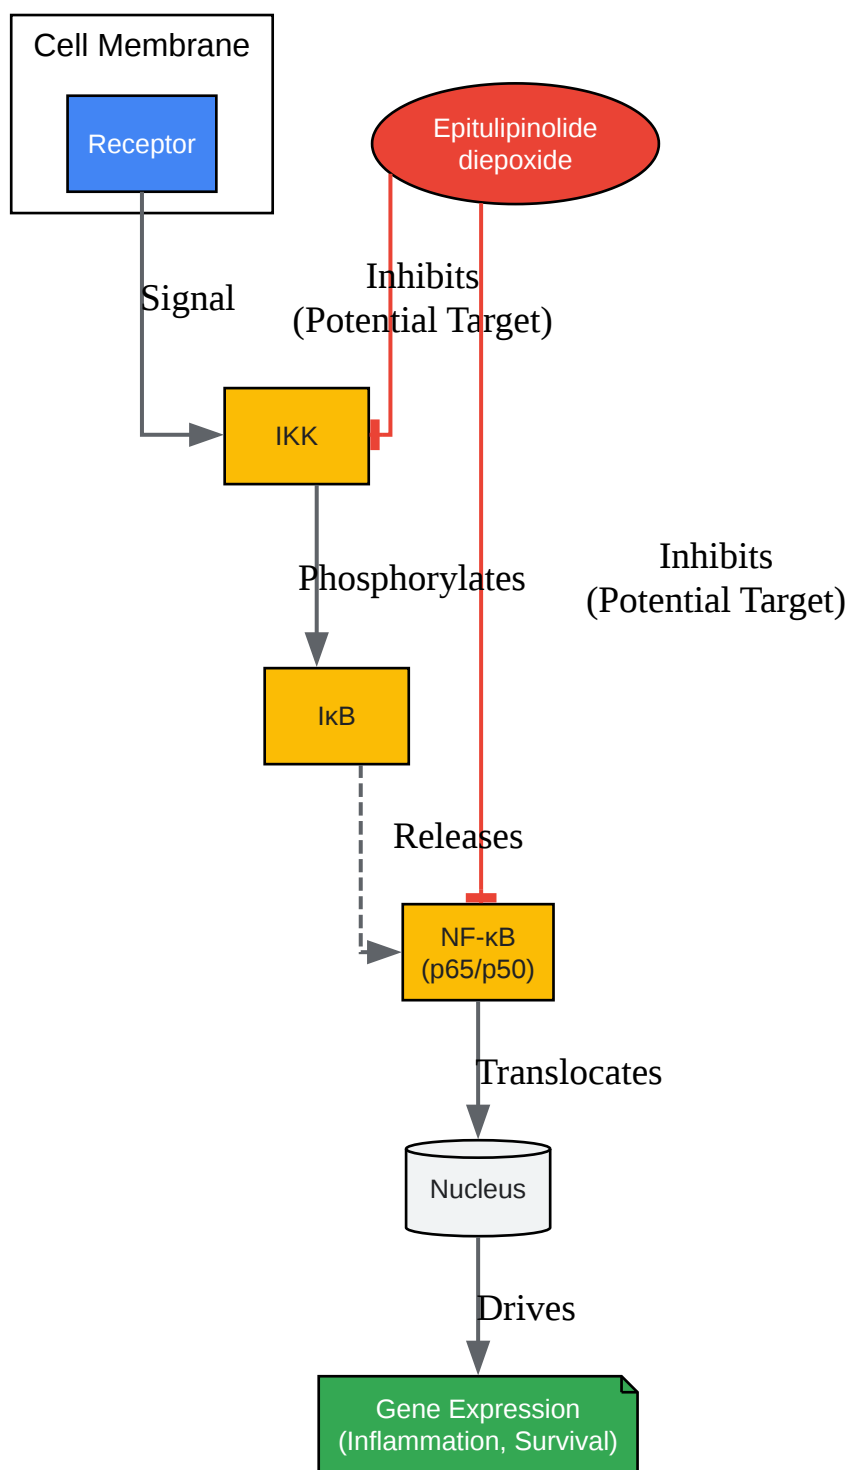 Cell Membrane
Receptor
Epitulipinolide
diepoxide
Signal
Inhibits
(Potential Target)
IKK
Inhibits
(Potential Target)
Phosphorylates
IκB
Releases
NF-κB
(p65/p50)
Translocates
Nucleus
Drives
Gene Expression
(Inflammation, Survival)